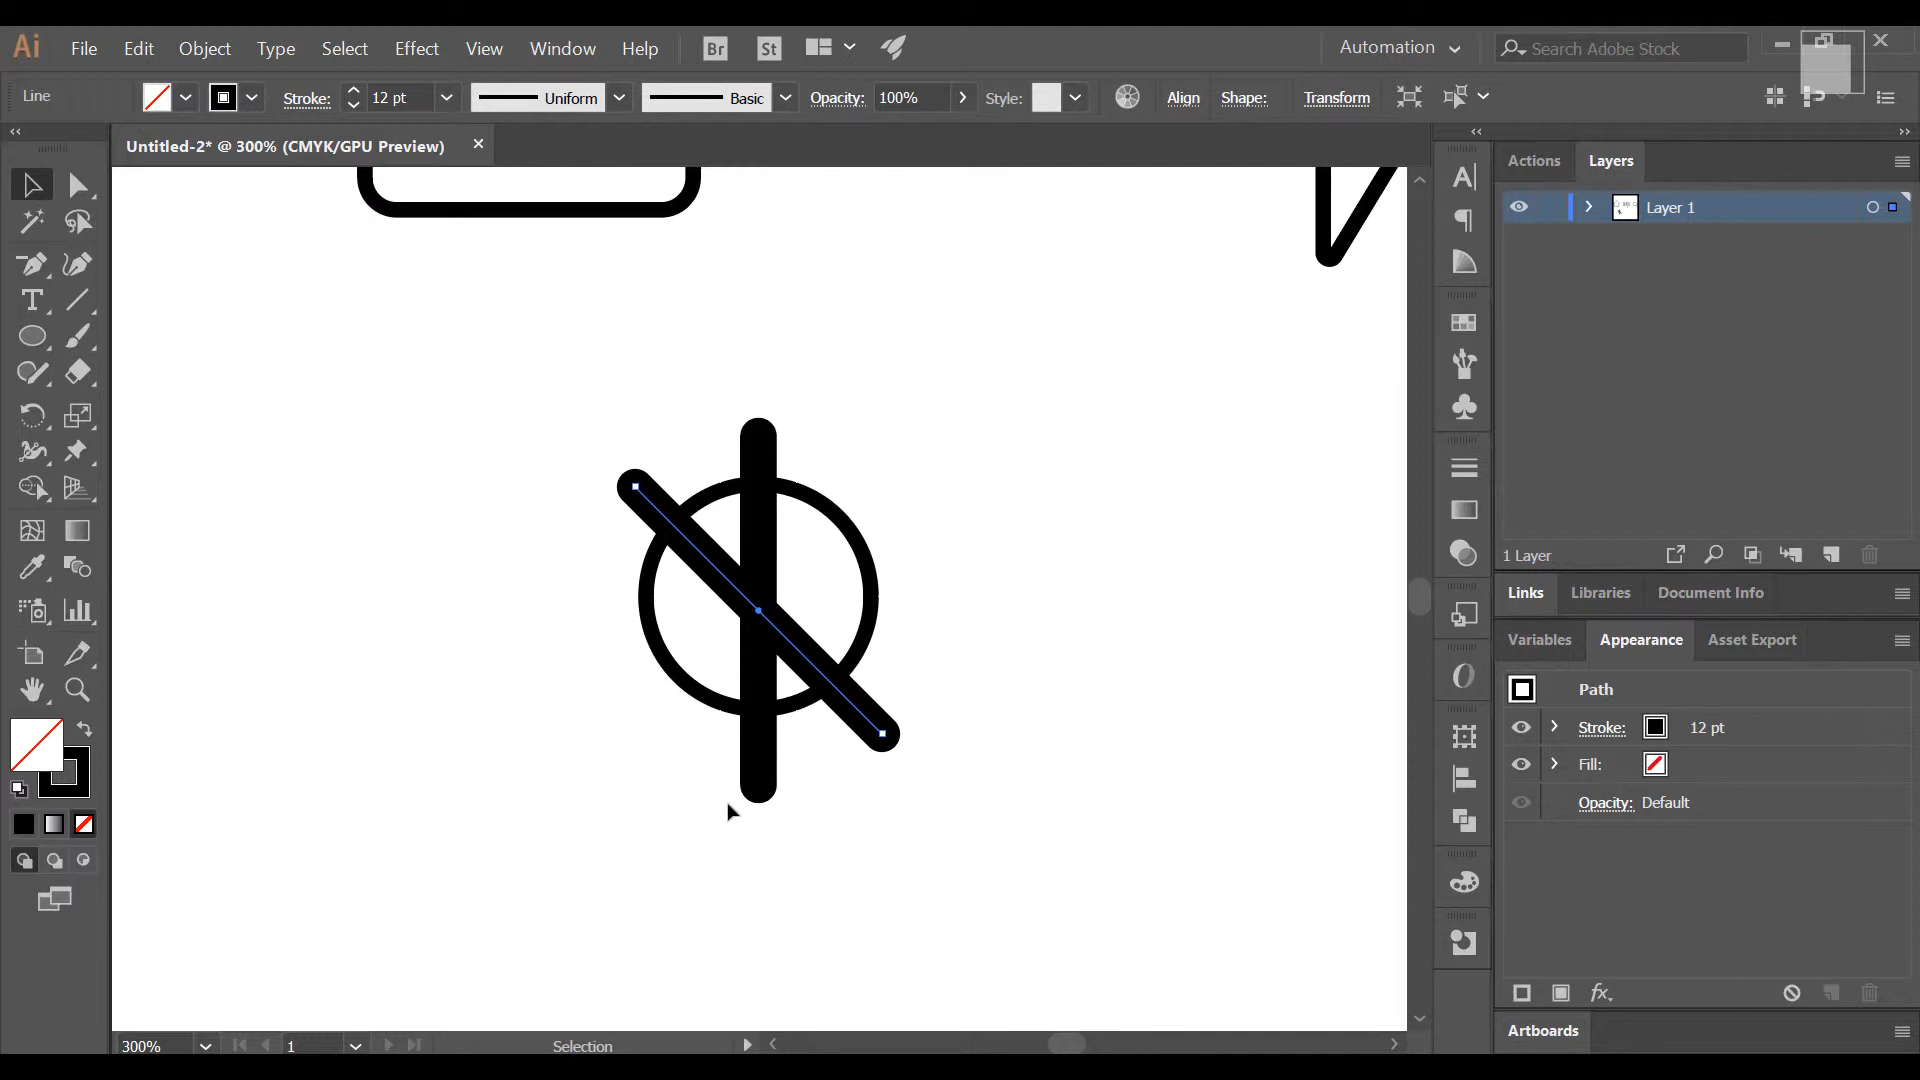 Ai File Edit Object Type Select Effect View Window Help Br St Automation Search Adobe Stock
Line Stroke: 12 pt Uniform Basic Opacity: 100% Style: Align Shape: Transform
Untitled-2* @ 300% (CMYK/GPU Preview)
Actions Layers
Layer 1
1 Layer
Links Libraries Document Info
Variables Appearance Asset Export
Path
Stroke: 12 pt
Fill:
Opacity: Default
fx
Artboards
300% 1 Selection